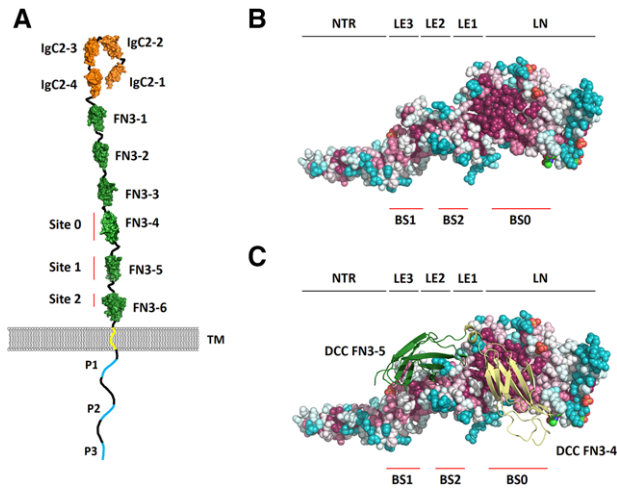 A
IgC2-3
IgC2-2
IgC2-4
IgC2-1
FN3-1
FN3-2
FN3-3
Site 0
FN3-4
Site 1
FN3-5
Site 2
FN3-6
TM
P1
P2
P3
B
NTR LE3 LE2 LE1 LN
BS1 BS2 BS0
C
NTR LE3 LE2 LE1 LN
DCC FN3-5
DCC FN3-4
BS1 BS2 BS0